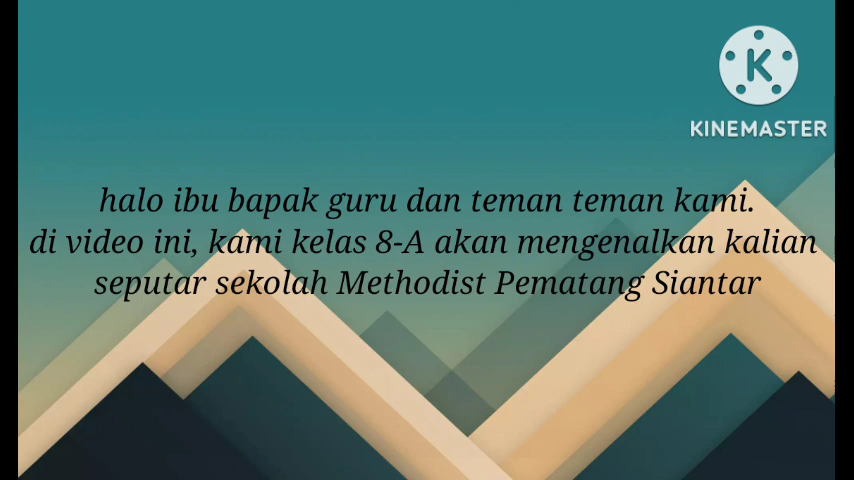 K
KINEMASTER
halo ibu bapak guru dan teman teman kami.
di video ini, kami kelas 8-A akan mengenalkan kalian
seputar sekolah Methodist Pematang Siantar